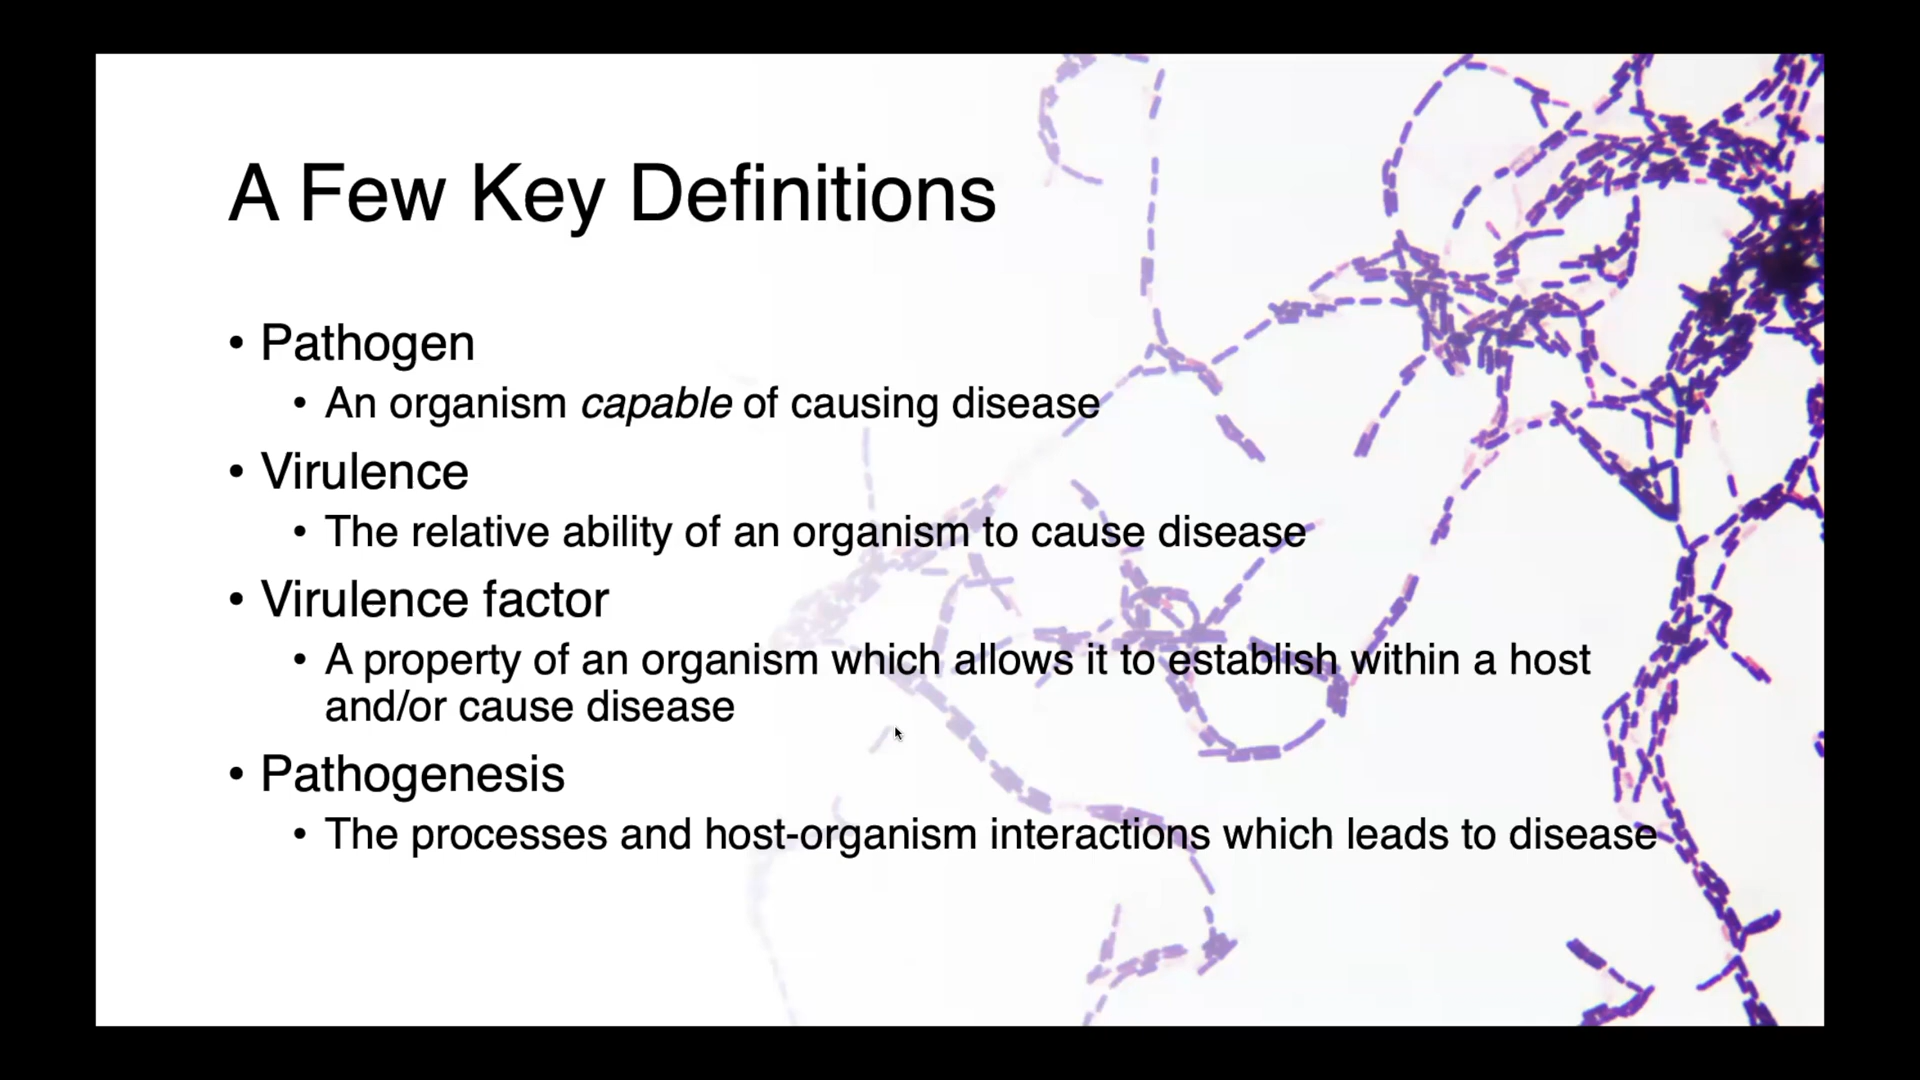 A Few Key Definitions
• Pathogen
• An organism capable of causing disease
• Virulence
• The relative ability of an organism to cause disease
• Virulence factor
• A property of an organism which allows it to establish within a host
and/or cause disease
• Pathogenesis
• The processes and host-organism interactions which leads to disease